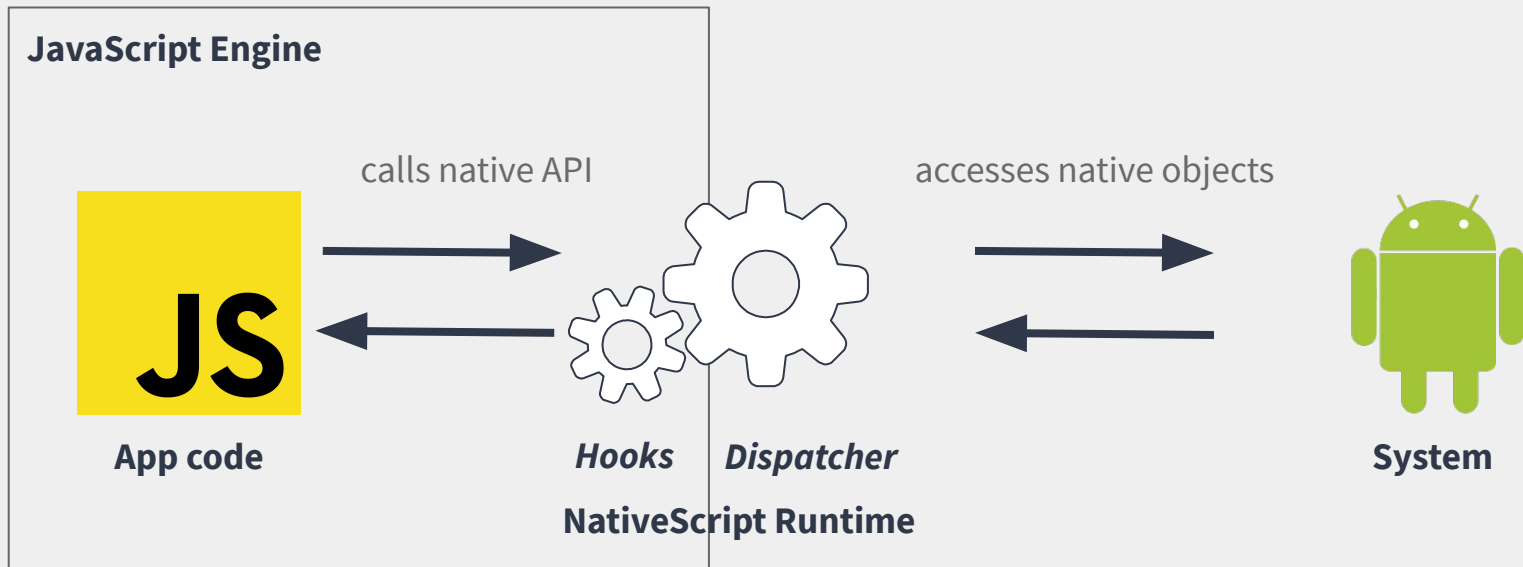 JavaScript Engine
calls native API
accesses native objects
JS
App code
Hooks
Dispatcher
System
NativeScript Runtime